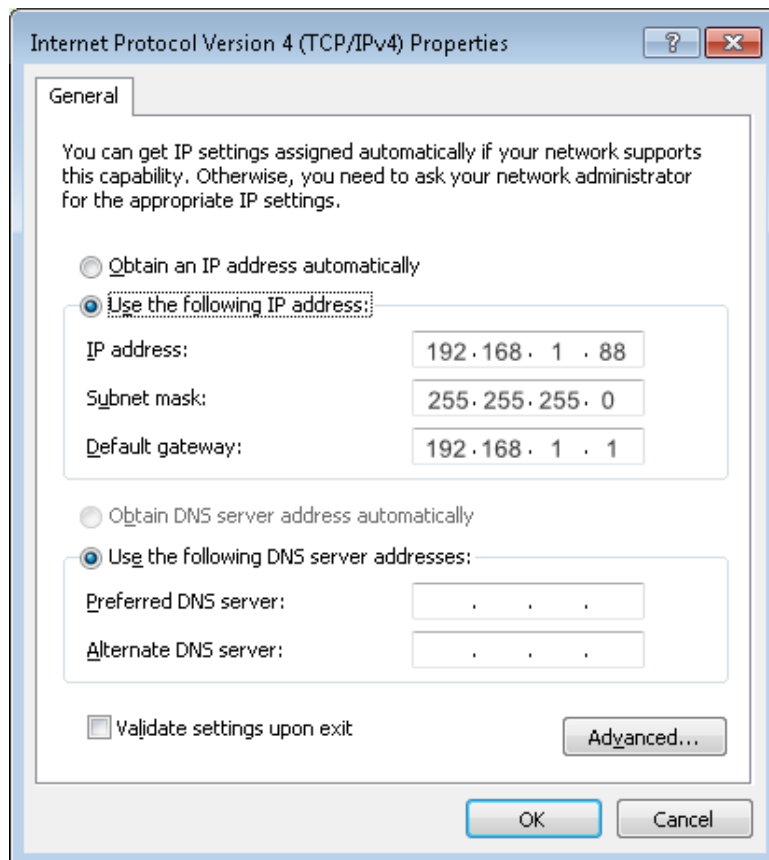 Internet Protocol Version 4 (TCP/IPv4) Properties
General
You can get IP settings assigned automatically if your network supports
this capability. Otherwise, you need to ask your network administrator
for the appropriate IP settings.
Obtain an IP address automatically
Use the following IP address:
IP address: 192 . 168 . 1 . 88
Subnet mask: 255 . 255 . 255 . 0
Default gateway: 192 . 168 . 1 . 1
Obtain DNS server address automatically
Use the following DNS server addresses:
Preferred DNS server: . . .
Alternate DNS server: . . .
Validate settings upon exit
Advanced...
OK Cancel